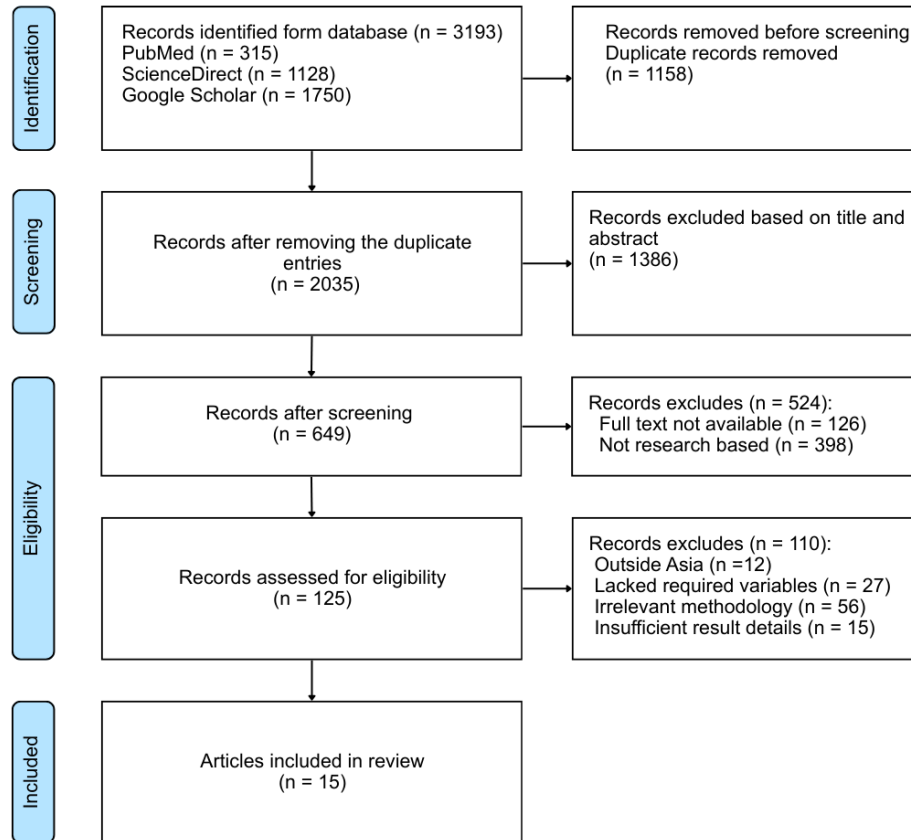 Identification
Records identified form database (n = 3193)
PubMed (n = 315)
ScienceDirect (n = 1128)
Google Scholar (n = 1750)
Records removed before screening
Duplicate records removed
(n = 1158)
Screening
Records after removing the duplicate
entries
(n = 2035)
Records excluded based on title and
abstract
(n = 1386)
Eligibility
Records after screening
(n = 649)
Records excludes (n = 524):
Full text not available (n = 126)
Not research based (n = 398)
Records assessed for eligibility
(n = 125)
Records excludes (n = 110):
Outside Asia (n =12)
Lacked required variables (n = 27)
Irrelevant methodology (n = 56)
Insufficient result details (n = 15)
Included
Articles included in review
(n = 15)